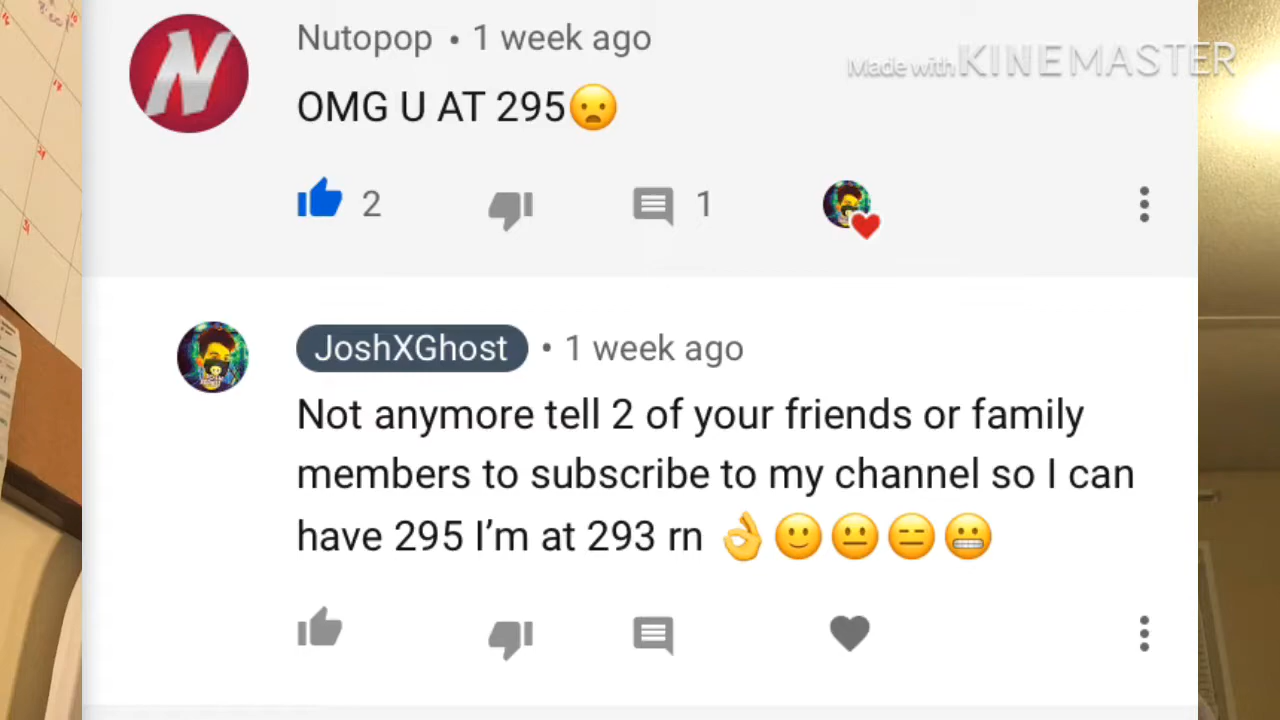 Nutopop • 1 week ago
Made with KINEMASTER
OMG U AT 295😦
2
1
JoshXGhost • 1 week ago
Not anymore tell 2 of your friends or family
members to subscribe to my channel so I can
have 295 I’m at 293 rn 👌🙂😐😑😬